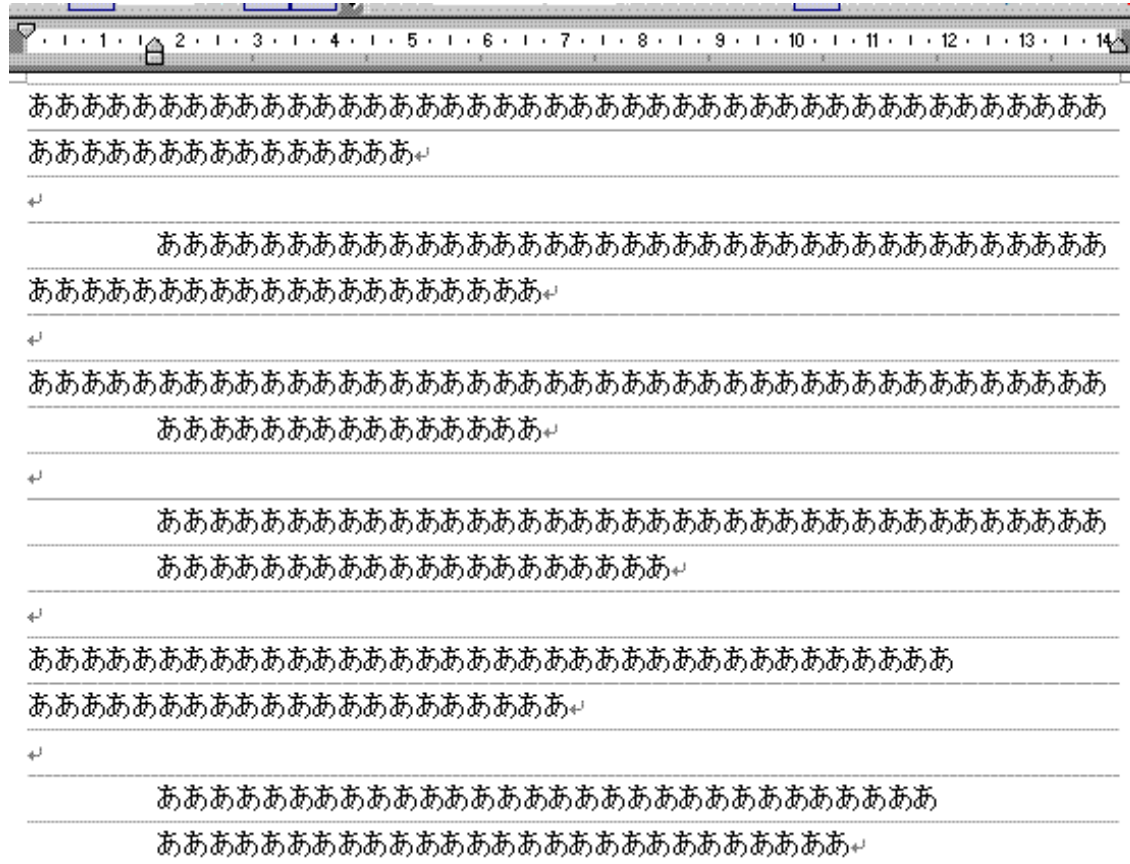 1 2 3 4 5 6 7 8 9 10 11 12 13 14
ああああああああああああああああああああああああああああああああああああああああああ
あああああああああああああああ
あああああああああああああああああああああああああああああああああああああ
ああああああああああああああああああああ
ああああああああああああああああああああああああああああああああああああああああああ
あああああああああああああああ
あああああああああああああああああああああああああああああああああああああ
ああああああああああああああああああああ
ああああああああああああああああああああああああああああああああああああ
あああああああああああああああああああああ
ああああああああああああああああああああああああああああああ
あああああああああああああああああああああああああああ